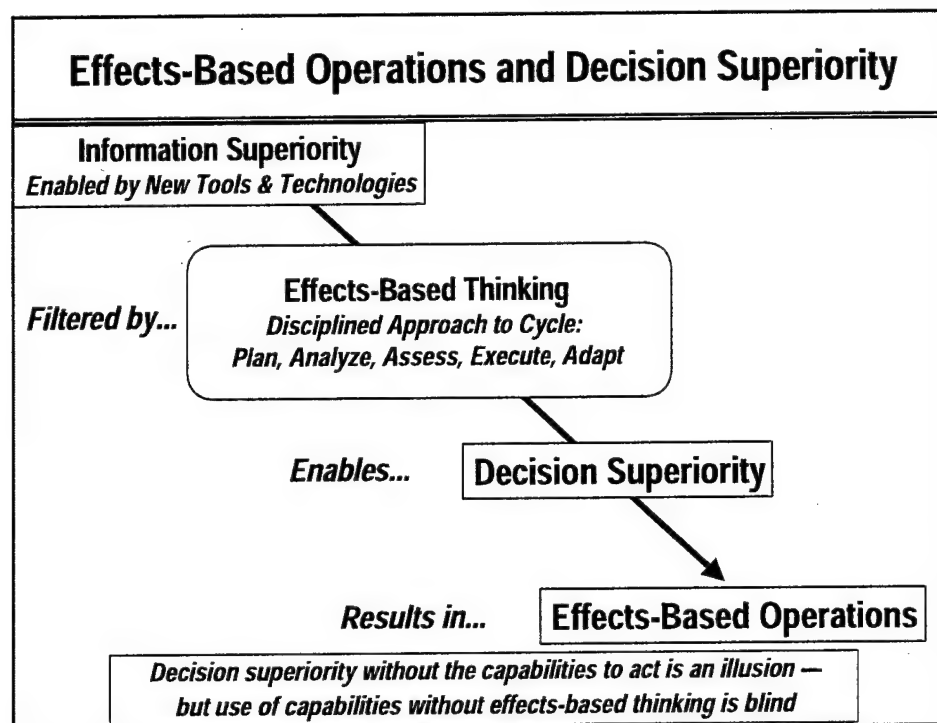 Effects-Based Operations and Decision Superiority
Information Superiority
Enabled by New Tools & Technologies
Filtered by...
Effects-Based Thinking
Disciplined Approach to Cycle:
Plan, Analyze, Assess, Execute, Adapt
Enables...
Decision Superiority
Results in...
Effects-Based Operations
Decision superiority without the capabilities to act is an illusion —
but use of capabilities without effects-based thinking is blind